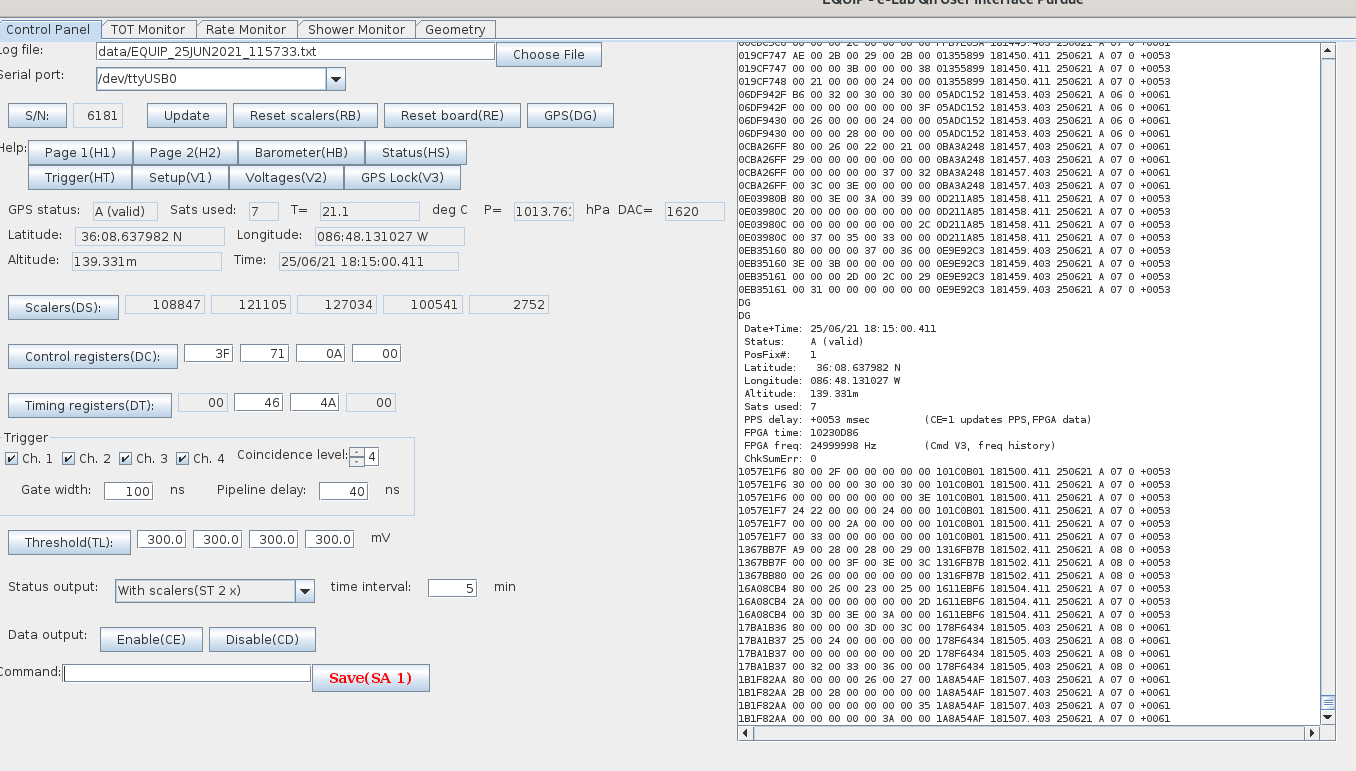 EQUIP - e-Lab Qn User Interface Purdue
Control Panel TOT Monitor Rate Monitor Shower Monitor Geometry
Log file: data/EQUIP_25JUN2021_115733.txt Choose File
Serial port: /dev/ttyUSB0
S/N: 6181 Update Reset scalers(RB) Reset board(RE) GPS(DG)
Help: Page 1(H1) Page 2(H2) Barometer(HB) Status(HS)
Trigger(HT) Setup(V1) Voltages(V2) GPS Lock(V3)
GPS status: A (valid) Sats used: 7 T= 21.1 deg C P= 1013.763 hPa DAC= 1620
Latitude: 36:08.637982 N Longitude: 086:48.131027 W
Altitude: 139.331m Time: 25/06/21 18:15:00.411
Scalers(DS): 108847 121105 127034 100541 2752
Control registers(DC): 3F 71 0A 00
Timing registers(DT): 00 46 4A 00
Trigger
Ch. 1 Ch. 2 Ch. 3 Ch. 4 Coincidence level: 4
Gate width: 100 ns Pipeline delay: 40 ns
Threshold(TL): 300.0 300.0 300.0 300.0 mV
Status output: With scalers(ST 2 x) time interval: 5 min
Data output: Enable(CE) Disable(CD)
Command: Save(SA 1)
019CF747 AE 00 2B 00 29 00 2B 00 01355899 181450.411 250621 A 07 0 +0053
019CF747 00 00 00 3B 00 00 00 38 01355899 181450.411 250621 A 07 0 +0053
019CF748 00 21 00 00 00 24 00 00 01355899 181450.411 250621 A 07 0 +0053
06DF942F B6 00 32 00 30 00 30 00 05ADC152 181453.403 250621 A 06 0 +0061
06DF942F 00 00 00 00 00 00 00 3F 05ADC152 181453.403 250621 A 06 0 +0061
06DF9430 00 26 00 00 00 24 00 00 05ADC152 181453.403 250621 A 06 0 +0061
06DF9430 00 00 00 28 00 00 00 00 05ADC152 181453.403 250621 A 06 0 +0061
0CBA26FF 80 00 26 00 22 00 21 00 0BA3A248 181457.403 250621 A 07 0 +0061
0CBA26FF 29 00 00 00 00 00 00 00 0BA3A248 181457.403 250621 A 07 0 +0061
0CBA26FF 00 00 00 00 00 37 00 32 0BA3A248 181457.403 250621 A 07 0 +0061
0CBA26FF 00 3C 00 3E 00 00 00 00 0BA3A248 181457.403 250621 A 07 0 +0061
0E03980B 80 00 3E 00 3A 00 39 00 0D211A85 181458.411 250621 A 07 0 +0053
0E03980C 20 00 00 00 00 00 00 00 0D211A85 181458.411 250621 A 07 0 +0053
0E03980C 00 00 00 00 00 00 00 2C 0D211A85 181458.411 250621 A 07 0 +0053
0E03980C 00 37 00 35 00 33 00 00 0D211A85 181458.411 250621 A 07 0 +0053
0EB35160 80 00 00 00 37 00 36 00 0E9E92C3 181459.403 250621 A 07 0 +0053
0EB35160 3E 00 3B 00 00 00 00 00 0E9E92C3 181459.403 250621 A 07 0 +0053
0EB35161 00 00 00 2D 00 2C 00 29 0E9E92C3 181459.403 250621 A 07 0 +0053
0EB35161 00 31 00 00 00 00 00 00 0E9E92C3 181459.403 250621 A 07 0 +0053
DG
DG
Date+Time: 25/06/21 18:15:00.411
Status: A (valid)
PosFix#: 1
Latitude: 36:08.637982 N
Longitude: 086:48.131027 W
Altitude: 139.331m
Sats used: 7
PPS delay: +0053 msec (CE=1 updates PPS,FPGA data)
FPGA time: 10230D86
FPGA freq: 24999998 Hz (Cmd V3, freq history)
ChkSumErr: 0
1057E1F6 80 00 2F 00 00 00 00 00 101C0B01 181500.411 250621 A 07 0 +0053
1057E1F6 30 00 00 00 30 00 30 00 101C0B01 181500.411 250621 A 07 0 +0053
1057E1F6 00 00 00 00 00 00 00 3E 101C0B01 181500.411 250621 A 07 0 +0053
1057E1F7 24 22 00 00 00 24 00 00 101C0B01 181500.411 250621 A 07 0 +0053
1057E1F7 00 00 00 2A 00 00 00 00 101C0B01 181500.411 250621 A 07 0 +0053
1057E1F7 00 33 00 00 00 00 00 00 101C0B01 181500.411 250621 A 07 0 +0053
1367BB7F A9 00 28 00 28 00 29 00 1316FB7B 181502.411 250621 A 08 0 +0053
1367BB7F 00 00 00 3F 00 3E 00 3C 1316FB7B 181502.411 250621 A 08 0 +0053
1367BB80 00 26 00 00 00 00 00 00 1316FB7B 181502.411 250621 A 08 0 +0053
16A08CB4 80 00 26 00 23 00 25 00 1611EBF6 181504.411 250621 A 08 0 +0053
16A08CB4 2A 00 00 00 00 00 00 2D 1611EBF6 181504.411 250621 A 08 0 +0053
16A08CB4 00 3D 00 3E 00 3A 00 00 1611EBF6 181504.411 250621 A 08 0 +0053
17BA1B36 80 00 00 00 3D 00 3C 00 178F6434 181505.403 250621 A 08 0 +0061
17BA1B37 25 00 24 00 00 00 00 00 178F6434 181505.403 250621 A 08 0 +0061
17BA1B37 00 00 00 00 00 00 00 2D 178F6434 181505.403 250621 A 08 0 +0061
17BA1B37 00 32 00 33 00 36 00 00 178F6434 181505.403 250621 A 08 0 +0061
1B1F82AA 80 00 00 00 26 00 27 00 1A8A54AF 181507.403 250621 A 07 0 +0061
1B1F82AA 2B 00 28 00 00 00 00 00 1A8A54AF 181507.403 250621 A 07 0 +0061
1B1F82AA 00 00 00 00 00 00 00 35 1A8A54AF 181507.403 250621 A 07 0 +0061
1B1F82AA 00 00 00 00 00 3A 00 00 1A8A54AF 181507.403 250621 A 07 0 +0061